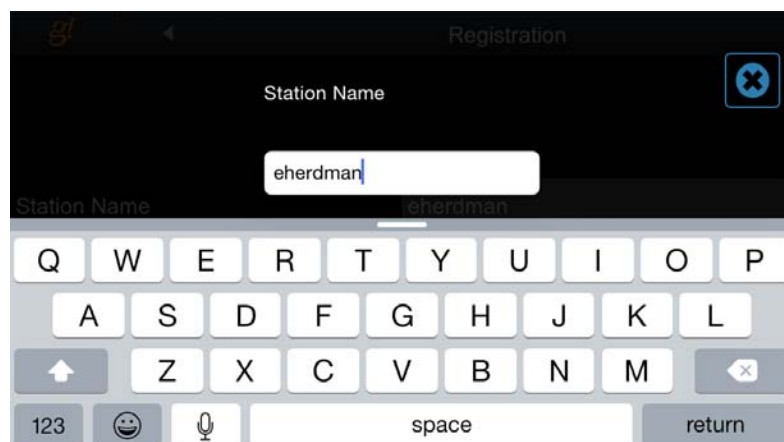 g! Registration
Station Name
eherdman
Station Name eherdman
Q W E R T Y U I O P
A S D F G H J K L
Z X C V B N M
123 space return